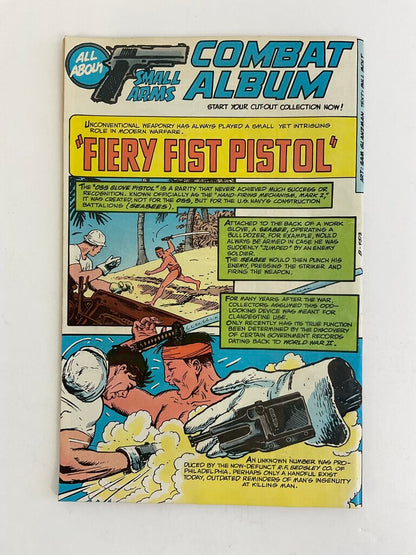 ALL
ABOUT
SMALL
ARMS
COMBAT
ALBUM
START YOUR CUT-OUT COLLECTION NOW!
UNCONVENTIONAL WEAPONRY HAS ALWAYS PLAYED A SMALL YET INTRIGUING
ROLE IN MODERN WARFARE.
"FIERY FIST PISTOL"
THE "OSS GLOVE PISTOL" IS A RARITY THAT NEVER ACHIEVED MUCH SUCCESS OR
RECOGNITION. KNOWN OFFICIALLY AS THE "HAND-FIRING MECHANISM, MARK 2,"
IT WAS CREATED, NOT FOR THE OSS, BUT FOR THE U.S. NAVY'S CONSTRUCTION
BATTALIONS (SEABEES).
ATTACHED TO THE BACK OF A WORK
GLOVE, A SEABEE, OPERATING A
BULLDOZER, FOR EXAMPLE, WOULD
ALWAYS BE ARMED IN CASE HE WAS
SUDDENLY "JUMPED" BY AN ENEMY
SOLDIER.
THE SEABEE WOULD THEN PUNCH HIS
ENEMY, PRESSING THE STRIKER AND
FIRING THE WEAPON.
FOR MANY YEARS AFTER THE WAR,
COLLECTORS ASSUMED THIS ODD-
LOOKING DEVICE WAS MEANT FOR
CLANDESTINE USE.
ONLY RECENTLY HAS ITS TRUE FUNCTION
BEEN DETERMINED BY THE DISCOVERY
OF CERTAIN GOVERNMENT RECORDS
DATING BACK TO WORLD WAR II.
AN UNKNOWN NUMBER WAS PRO-
DUCED BY THE NOW-DEFUNCT R.F. SEDGLEY CO. OF
PHILADELPHIA. PERHAPS ONLY A HANDFUL EXIST
TODAY, OUTDATED REMINDERS OF MAN'S INGENUITY
AT KILLING MAN.
ART: SAM GLANZMAN TEXT: BILL